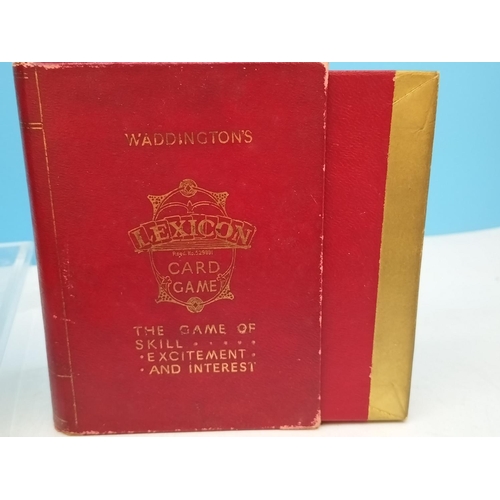 WADDINGTON'S
LEXICON
CARD
GAME
THE GAME OF
SKILL · · · · ·
· EXCITEMENT ·
· AND INTEREST